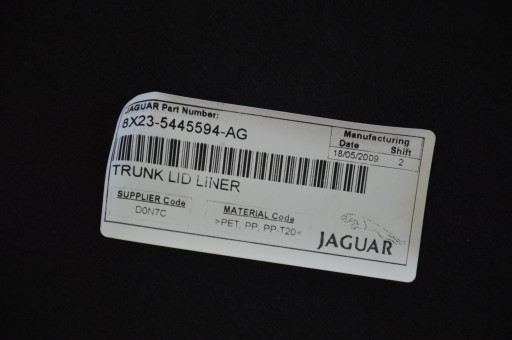 JAGUAR Part Number:
8X23-5445594-AG
Manufacturing
Date Shift
18/05/2009 2
TRUNK LID LINER
SUPPLIER Code
D0N7C
MATERIAL Code
>PET, PP, PP-T20<
JAGUAR